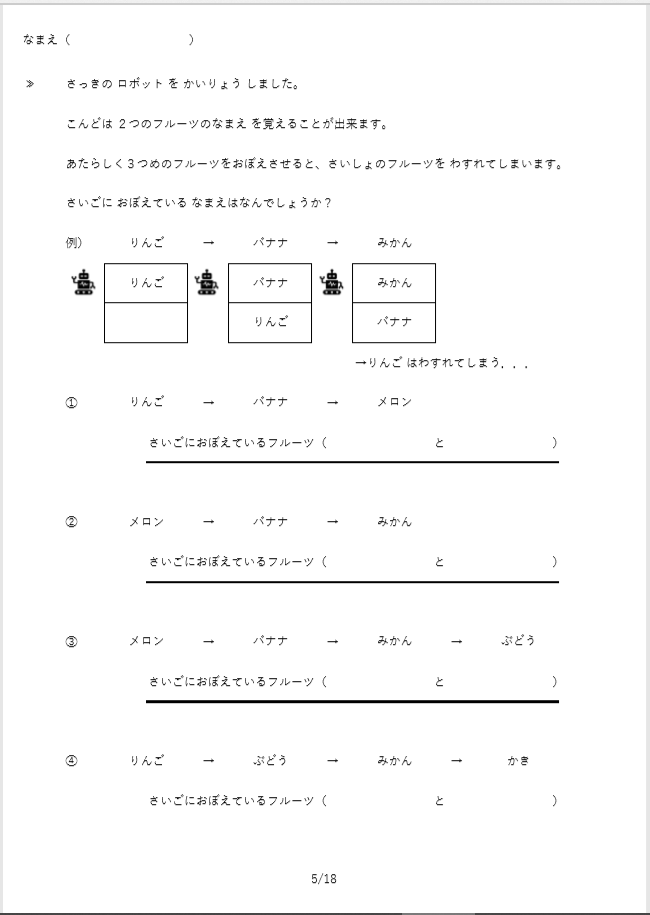 なまえ（　　　　　　　　　　）
≫　さっきの ロボット を かいりょう しました。
こんどは ２つのフルーツのなまえ を覚えることが出来ます。
あたらしく３つめのフルーツをおぼえさせると、さいしょのフルーツを わすれてしまいます。
さいごに おぼえている なまえはなんでしょうか？
例）　りんご　→　バナナ　→　みかん
りんご　バナナ　みかん
りんご　バナナ
→りんご はわすれてしまう．．．
①　りんご　→　バナナ　→　メロン
さいごにおぼえているフルーツ（　　　　　　　　と　　　　　　　　）
②　メロン　→　バナナ　→　みかん
さいごにおぼえているフルーツ（　　　　　　　　と　　　　　　　　）
③　メロン　→　バナナ　→　みかん　→　ぶどう
さいごにおぼえているフルーツ（　　　　　　　　と　　　　　　　　）
④　りんご　→　ぶどう　→　みかん　→　かき
さいごにおぼえているフルーツ（　　　　　　　　と　　　　　　　　）
5/18